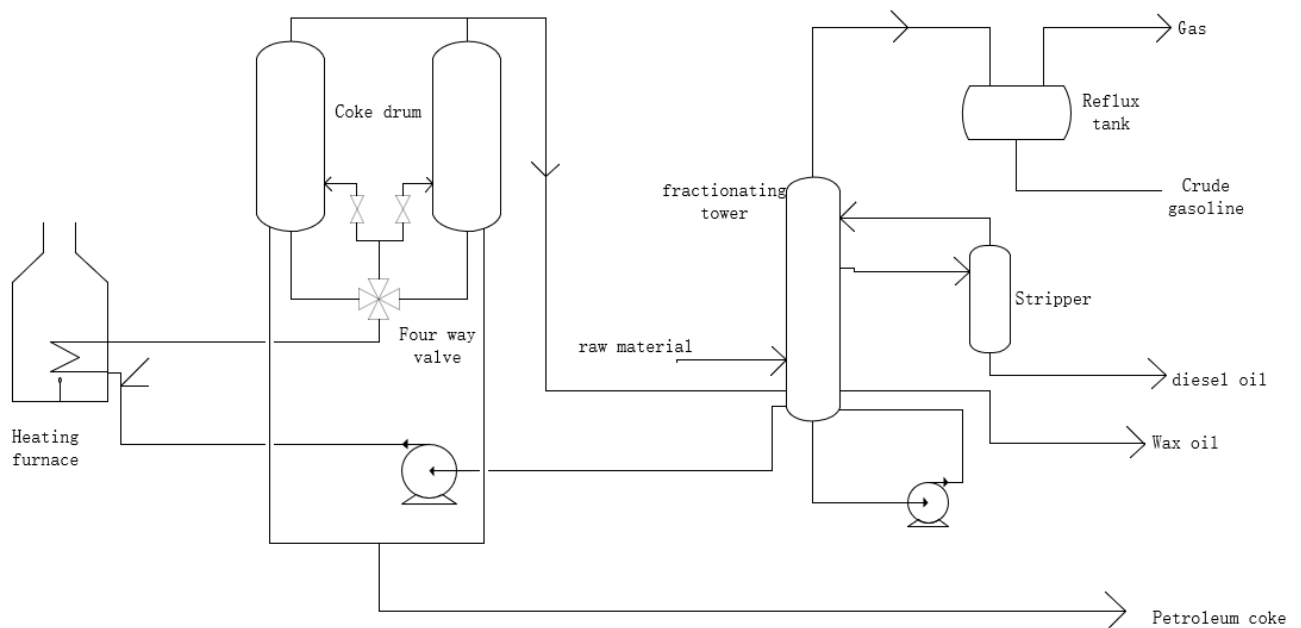 Gas
Coke drum
Reflux
tank
fractionating
tower
Crude
gasoline
Stripper
Four way
valve
raw material
diesel oil
Heating
furnace
Wax oil
Petroleum coke